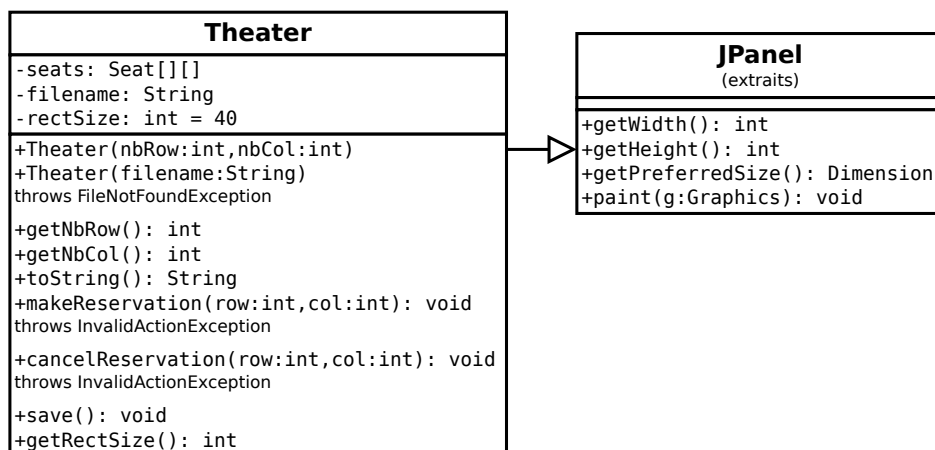 Theater
-seats: Seat[][]
-filename: String
-rectSize: int = 40
+Theater(nbRow:int,nbCol:int)
+Theater(filename:String)
throws FileNotFoundException
+getNbRow(): int
+getNbCol(): int
+toString(): String
+makeReservation(row:int,col:int): void
throws InvalidActionException
+cancelReservation(row:int,col:int): void
throws InvalidActionException
+save(): void
+getRectSize(): int
JPanel
(extraits)
+getWidth(): int
+getHeight(): int
+getPreferredSize(): Dimension
+paint(g:Graphics): void